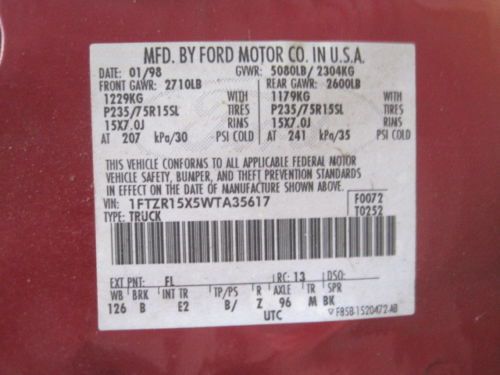 MFD. BY FORD MOTOR CO. IN U.S.A.
DATE: 01/98 GVWR: 5080LB/ 2304KG
FRONT GAWR: 2710LB REAR GAWR: 2600LB
1229KG WITH 1179KG WITH
P235/75R15SL TIRES P235/75R15SL TIRES
15X7.0J RIMS 15X7.0J RIMS
AT 207 kPA/30 PSI COLD AT 241 kPA/35 PSI COLD
THIS VEHICLE CONFORMS TO ALL APPLICABLE FEDERAL MOTOR
VEHICLE SAFETY, BUMPER, AND THEFT PREVENTION STANDARDS
IN EFFECT ON THE DATE OF MANUFACTURE SHOWN ABOVE.
VIN: 1FTZR15X5WTA35617 F0072
TYPE: TRUCK T0252
EXT PNT: FL RC: 13 DSO:
WB BRK INT TR TP/PS R AXLE TR SPR
126 B E2 B/ Z 96 M BK
UTC F85B-1520472-AB